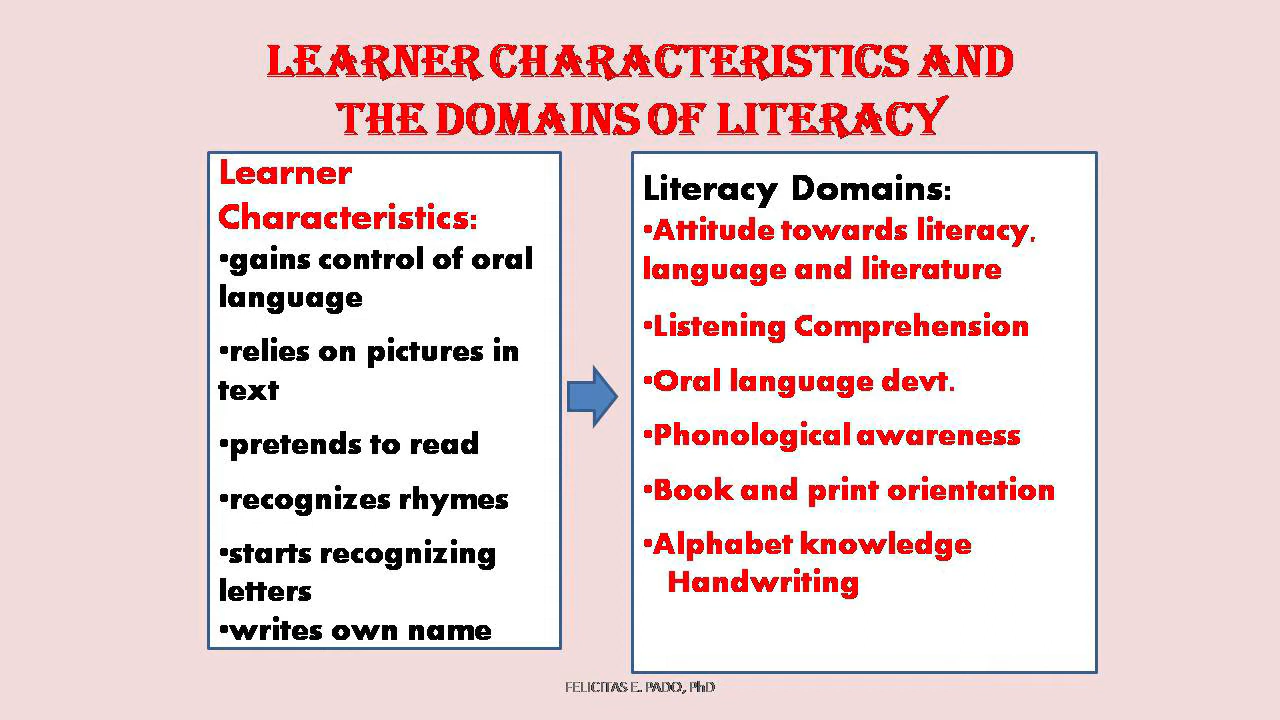 LEARNER CHARACTERISTICS AND
THE DOMAINS OF LITERACY
Learner
Characteristics:
•gains control of oral
language
•relies on pictures in
text
•pretends to read
•recognizes rhymes
•starts recognizing
letters
•writes own name
Literacy Domains:
•Attitude towards literacy,
language and literature
•Listening Comprehension
•Oral language devt.
•Phonological awareness
•Book and print orientation
•Alphabet knowledge
Handwriting
FELICITAS E. PADO, PhD